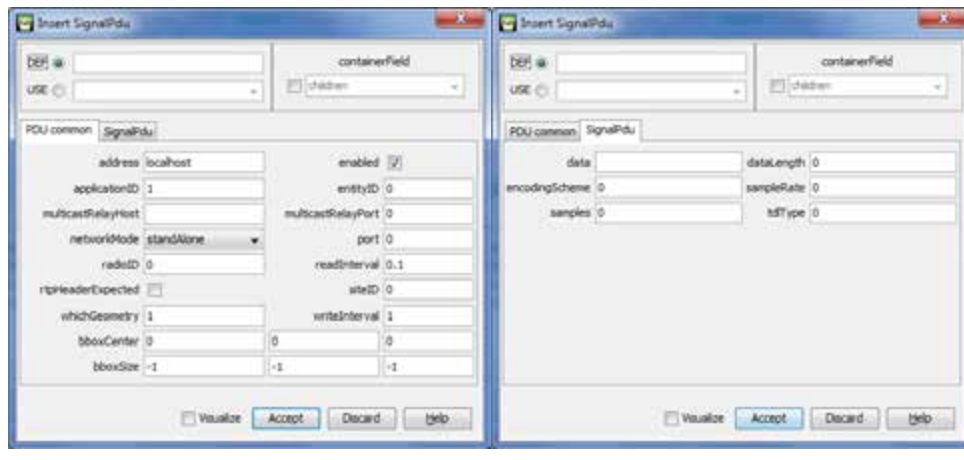 Insert SignalPdu
DEF
containerField
USE
children
PDU common SignalPdu
address localhost enabled
applicationID 1 entityID 0
multicastRelayHost multicastRelayPort 0
networkMode standAlone port 0
radioID 0 readInterval 0.1
rtpHeaderExpected siteID 0
whichGeometry 1 writeInterval 1
bboxCenter 0 0 0
bboxSize -1 -1 -1
Visualize Accept Discard Help
Insert SignalPdu
DEF
containerField
USE
children
PDU common SignalPdu
data dataLength 0
encodingScheme 0 sampleRate 0
samples 0 tdlType 0
Visualize Accept Discard Help